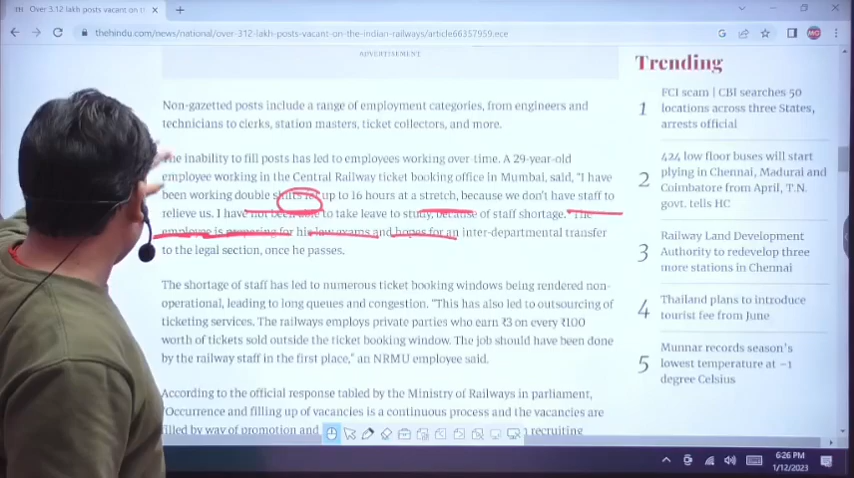 TH Over 3.12 lakh posts vacant on t
thehindu.com/news/national/over-312-lakh-posts-vacant-on-the-indian-railways/article66357959.ece
ADVERTISEMENT
Non-gazetted posts include a range of employment categories, from engineers and
technicians to clerks, station masters, ticket collectors, and more.
The inability to fill posts has led to employees working over-time. A 29-year-old
employee working in the Central Railway ticket booking office in Mumbai, said, "I have
been working double shifts for up to 16 hours at a stretch, because we don't have staff to
relieve us. I have not been able to take leave to study, because of staff shortage." The
employee is preparing for his law exams and hopes for an inter-departmental transfer
to the legal section, once he passes.
The shortage of staff has led to numerous ticket booking windows being rendered non-
operational, leading to long queues and congestion. "This has also led to outsourcing of
ticketing services. The railways employs private parties who earn ₹3 on every ₹100
worth of tickets sold outside the ticket booking window. The job should have been done
by the railway staff in the first place," an NRMU employee said.
According to the official response tabled by the Ministry of Railways in parliament,
'Occurrence and filling up of vacancies is a continuous process and the vacancies are
filled by way of promotion and recruiting
Trending
1 FCI scam | CBI searches 50
locations across three States,
arrests official
2 424 low floor buses will start
plying in Chennai, Madurai and
Coimbatore from April, T.N.
govt. tells HC
3 Railway Land Development
Authority to redevelop three
more stations in Chennai
4 Thailand plans to introduce
tourist fee from June
5 Munnar records season's
lowest temperature at −1
degree Celsius
6:26 PM
1/12/2023